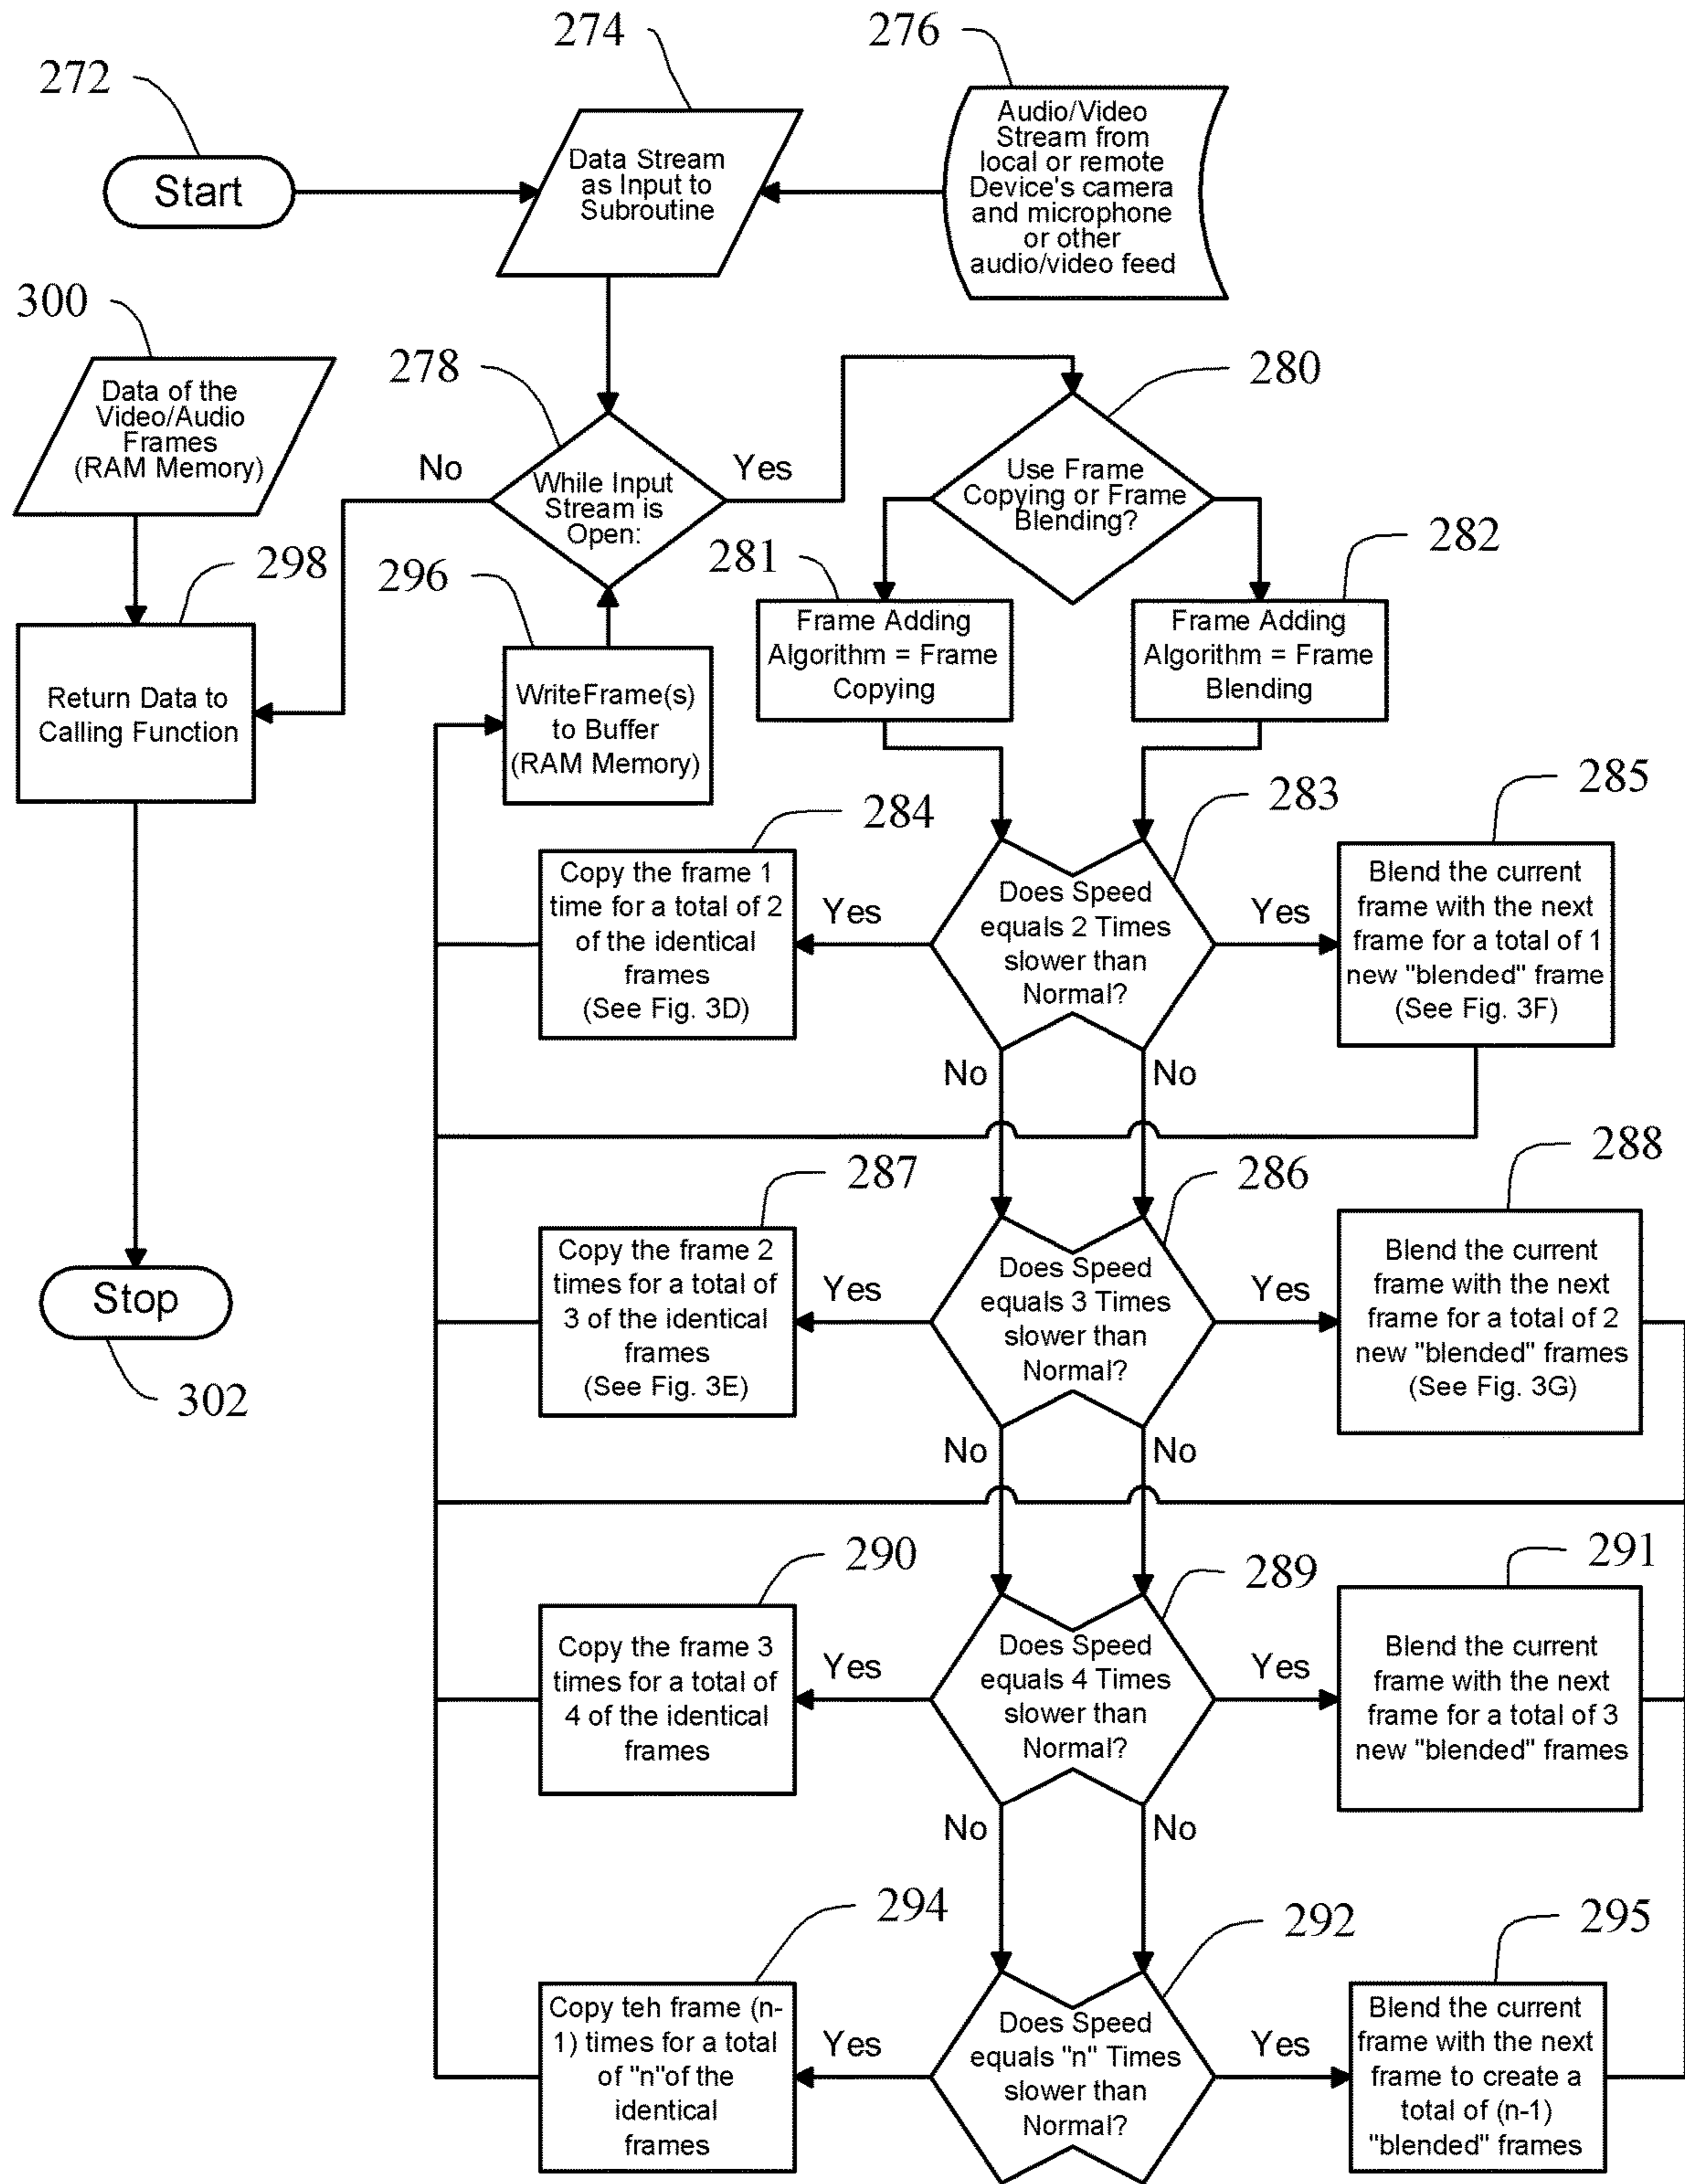 274
276
272
Start
Data Stream
as Input to
Subroutine
Audio/Video
Stream from
local or remote
Device's camera
and microphone
or other
audio/video feed
300
Data of the
Video/Audio
Frames
(RAM Memory)
278
No
While Input
Stream is
Open:
Yes
280
Use Frame
Copying or Frame
Blending?
298
Return Data to
Calling Function
296
WriteFrame(s)
to Buffer
(RAM Memory)
281
Frame Adding
Algorithm = Frame
Copying
282
Frame Adding
Algorithm = Frame
Blending
284
Copy the frame 1
time for a total of 2
of the identical
frames
(See Fig. 3D)
Yes
283
Does Speed
equals 2 Times
slower than
Normal?
Yes
285
Blend the current
frame with the next
frame for a total of 1
new "blended" frame
(See Fig. 3F)
No
No
287
Copy the frame 2
times for a total of
3 of the identical
frames
(See Fig. 3E)
Yes
286
Does Speed
equals 3 Times
slower than
Normal?
Yes
288
Blend the current
frame with the next
frame for a total of 2
new "blended" frames
(See Fig. 3G)
Stop
302
No
No
290
Copy the frame 3
times for a total of
4 of the identical
frames
Yes
289
Does Speed
equals 4 Times
slower than
Normal?
Yes
291
Blend the current
frame with the next
frame for a total of 3
new "blended" frames
No
No
294
Copy teh frame (n-
1) times for a total
of "n"of the
identical
frames
Yes
292
Does Speed
equals "n" Times
slower than
Normal?
Yes
295
Blend the current
frame with the next
frame to create a
total of (n-1)
"blended" frames